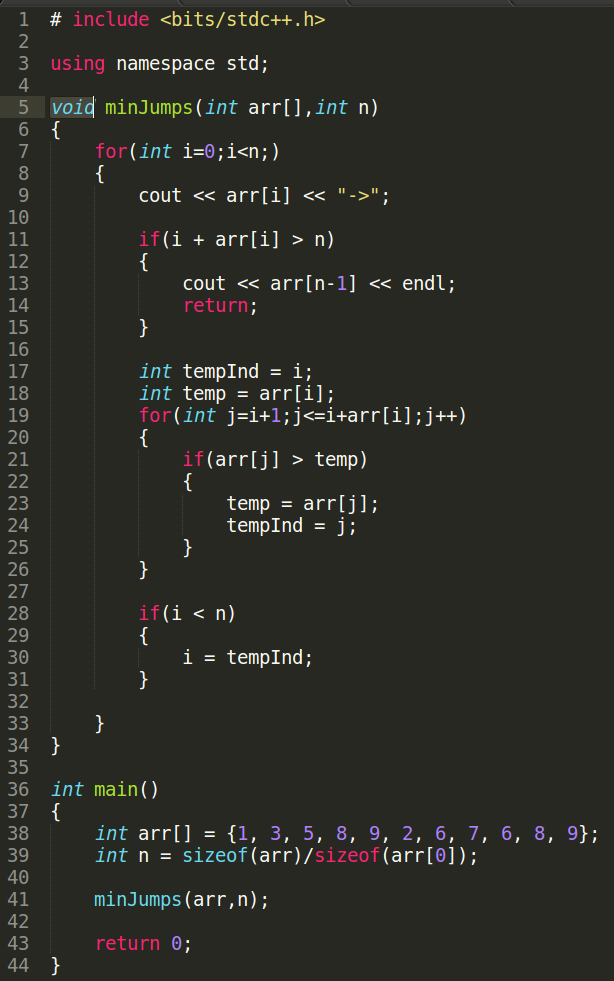 1 # include <bits/stdc++.h>
2
3 using namespace std;
4
5 void minJumps(int arr[],int n)
6 {
7     for(int i=0;i<n;)
8     {
9         cout << arr[i] << "->";
10
11         if(i + arr[i] > n)
12         {
13             cout << arr[n-1] << endl;
14             return;
15         }
16
17         int tempInd = i;
18         int temp = arr[i];
19         for(int j=i+1;j<=i+arr[i];j++)
20         {
21             if(arr[j] > temp)
22             {
23                 temp = arr[j];
24                 tempInd = j;
25             }
26         }
27
28         if(i < n)
29         {
30             i = tempInd;
31         }
32
33     }
34 }
35
36 int main()
37 {
38     int arr[] = {1, 3, 5, 8, 9, 2, 6, 7, 6, 8, 9};
39     int n = sizeof(arr)/sizeof(arr[0]);
40
41     minJumps(arr,n);
42
43     return 0;
44 }